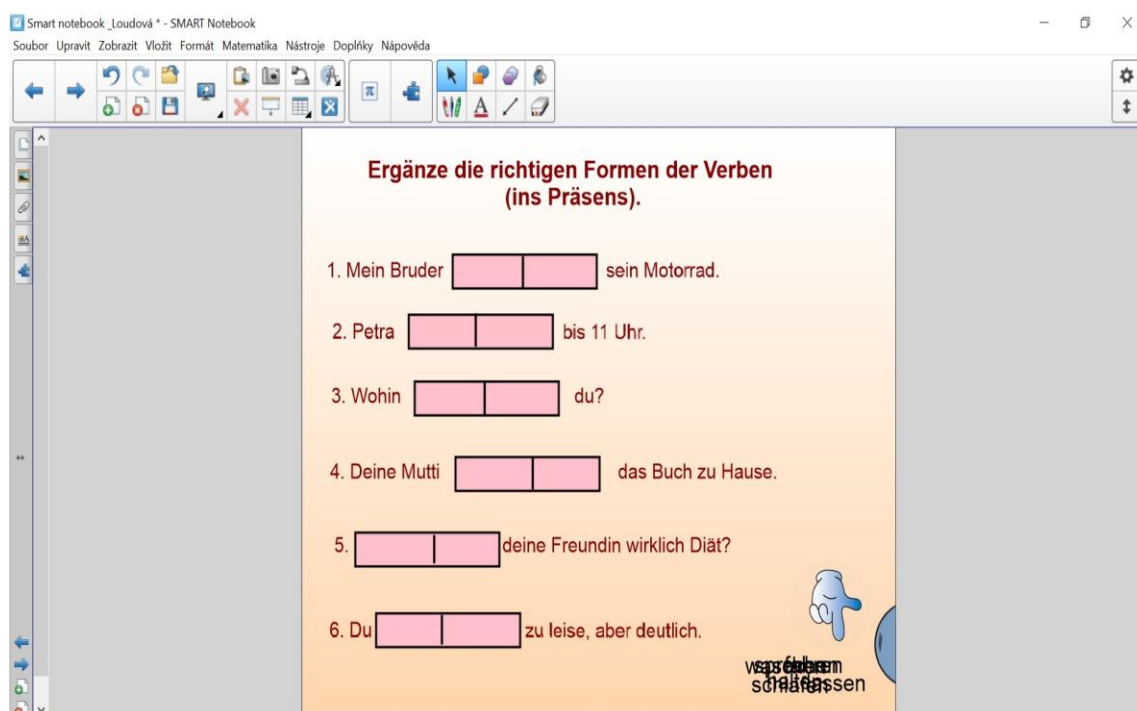 Smart notebook _Loudová * - SMART Notebook
Soubor Upravit Zobrazit Vložit Formát Matematika Nástroje Doplňky Nápověda
Ergänze die richtigen Formen der Verben
(ins Präsens).
1. Mein Bruder sein Motorrad.
2. Petra bis 11 Uhr.
3. Wohin du?
4. Deine Mutti das Buch zu Hause.
5. deine Freundin wirklich Diät?
6. Du zu leise, aber deutlich.
schlafen